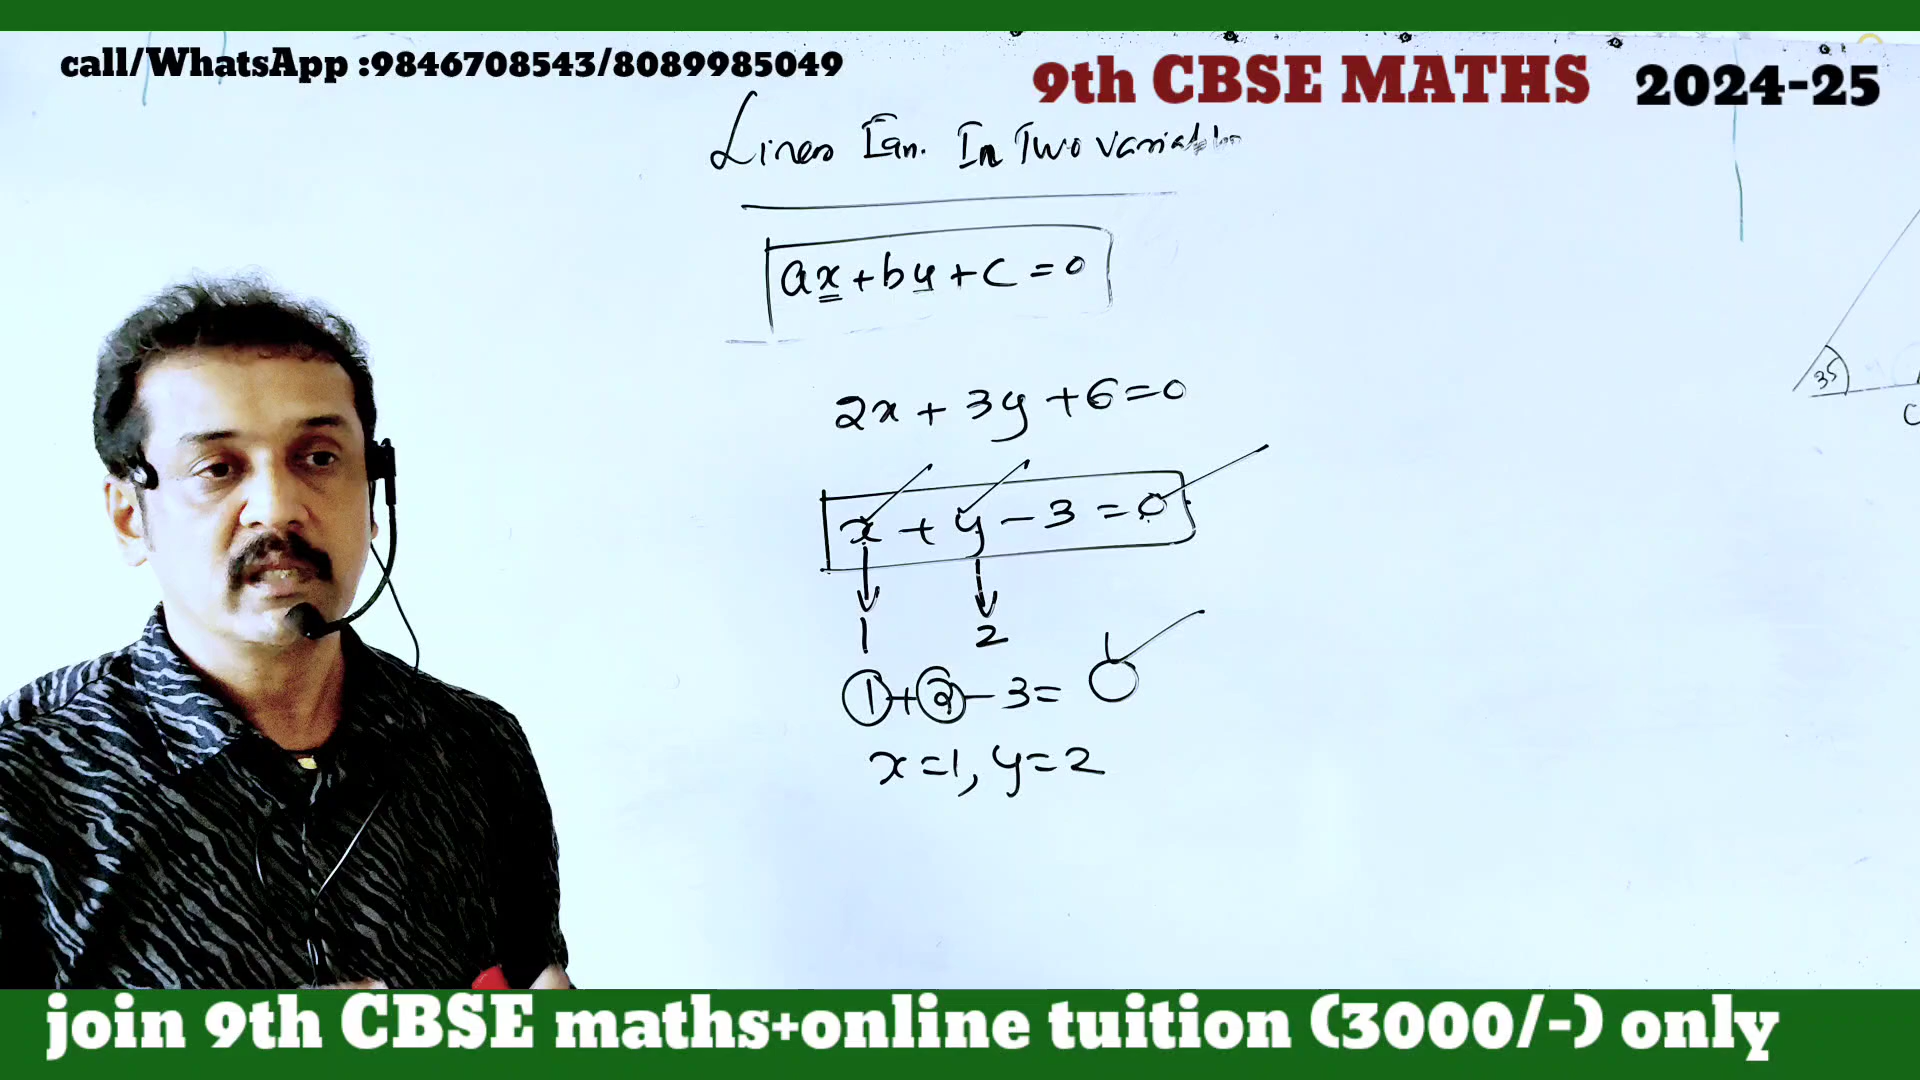 call/WhatsApp :9846708543/8089985049
9th CBSE MATHS 2024-25
Linear Eqn. In Two Variables
ax+by+c=0
2x+3y+6=0
x+y-3=0
1 2
1+2-3= 0
x=1, y=2
35
C
join 9th CBSE maths+online tuition (3000/-) only